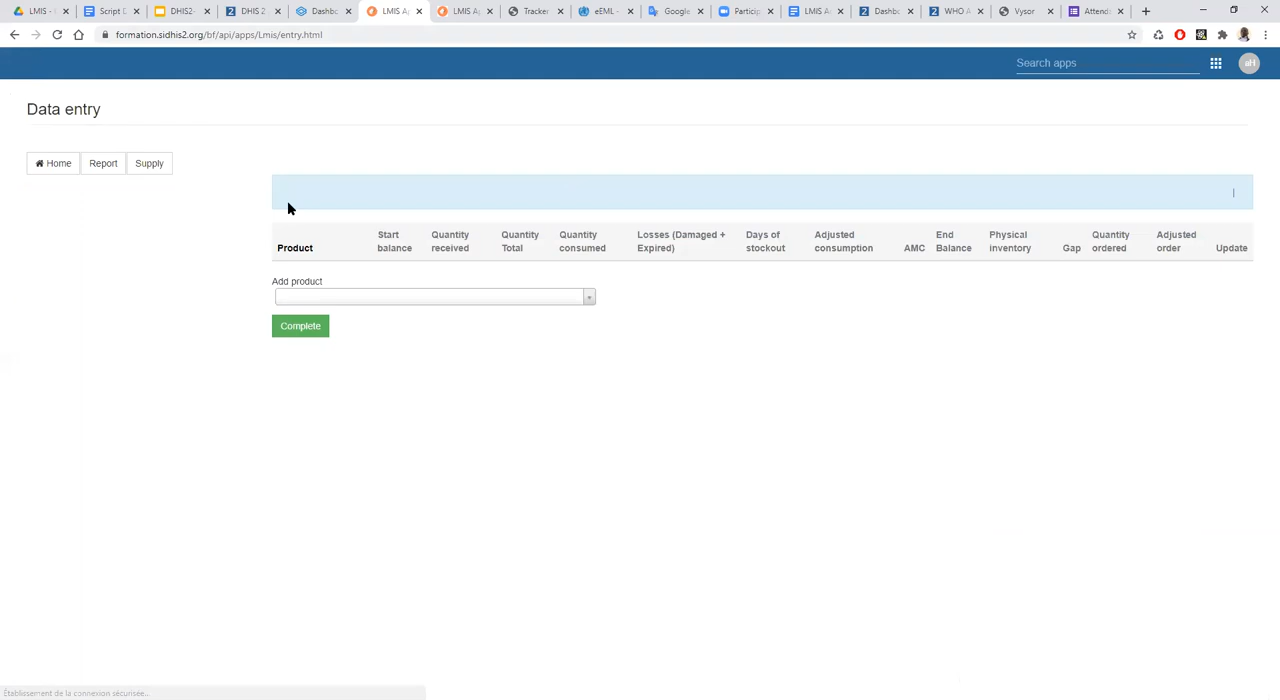 LMIS - 
Script D
DHIS2-
DHIS 2
Dashbo
LMIS Ap
LMIS Ap
Tracker
eEML -
Google
Particip
LMIS A
Dashbo
WHO A
Vysor
Attend
formation.sidhis2.org/bf/api/apps/Lmis/entry.html
Search apps
aH
Data entry
Home Report Supply
|
Product Start balance Quantity received Quantity Total Quantity consumed Losses (Damaged + Expired) Days of stockout Adjusted consumption AMC End Balance Physical inventory Gap Quantity ordered Adjusted order Update
Add product
Complete
Établissement de la connexion sécurisée...